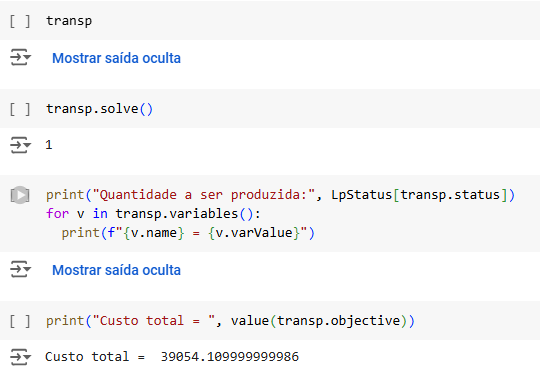 [ ] transp
Mostrar saída oculta
[ ] transp.solve()
1
print("Quantidade a ser produzida:", LpStatus[transp.status])
for v in transp.variables():
  print(f"{v.name} = {v.varValue}")
Mostrar saída oculta
[ ] print("Custo total = ", value(transp.objective))
Custo total =  39054.109999999986